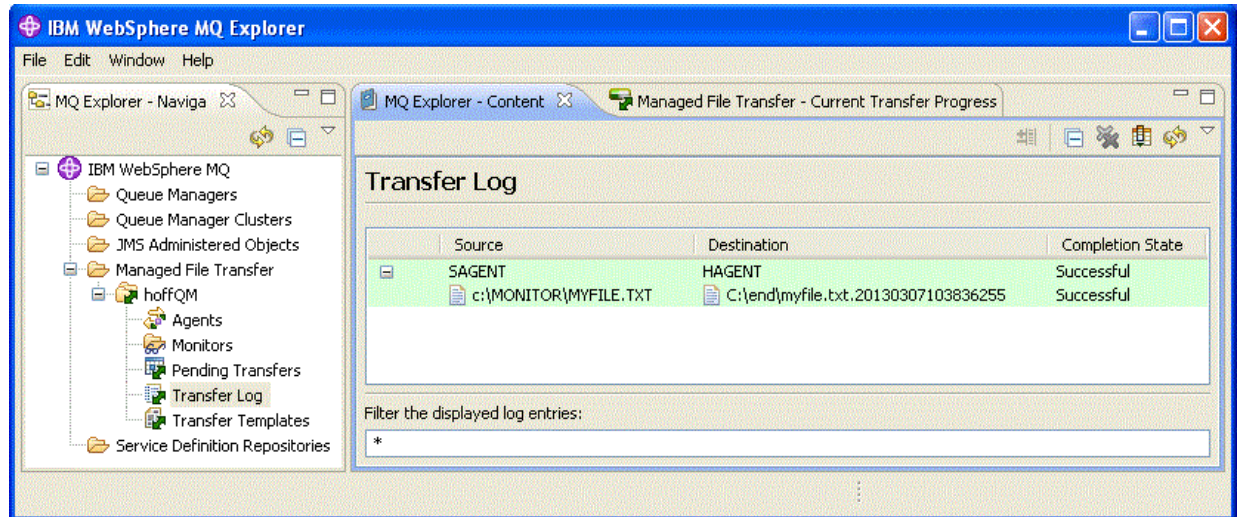 IBM WebSphere MQ Explorer
File Edit Window Help
MQ Explorer - Naviga
IBM WebSphere MQ
Queue Managers
Queue Manager Clusters
JMS Administered Objects
Managed File Transfer
hoffQM
Agents
Monitors
Pending Transfers
Transfer Log
Transfer Templates
Service Definition Repositories
MQ Explorer - Content Managed File Transfer - Current Transfer Progress
Transfer Log
Source Destination Completion State
SAGENT HAGENT Successful
c:\MONITOR\MYFILE.TXT C:\end\myfile.txt.20130307103836255 Successful
Filter the displayed log entries:
*